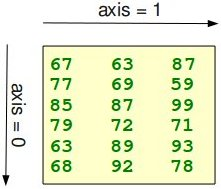 axis = 1
axis = 0
67 63 87
77 69 59
85 87 99
79 72 71
63 89 93
68 92 78